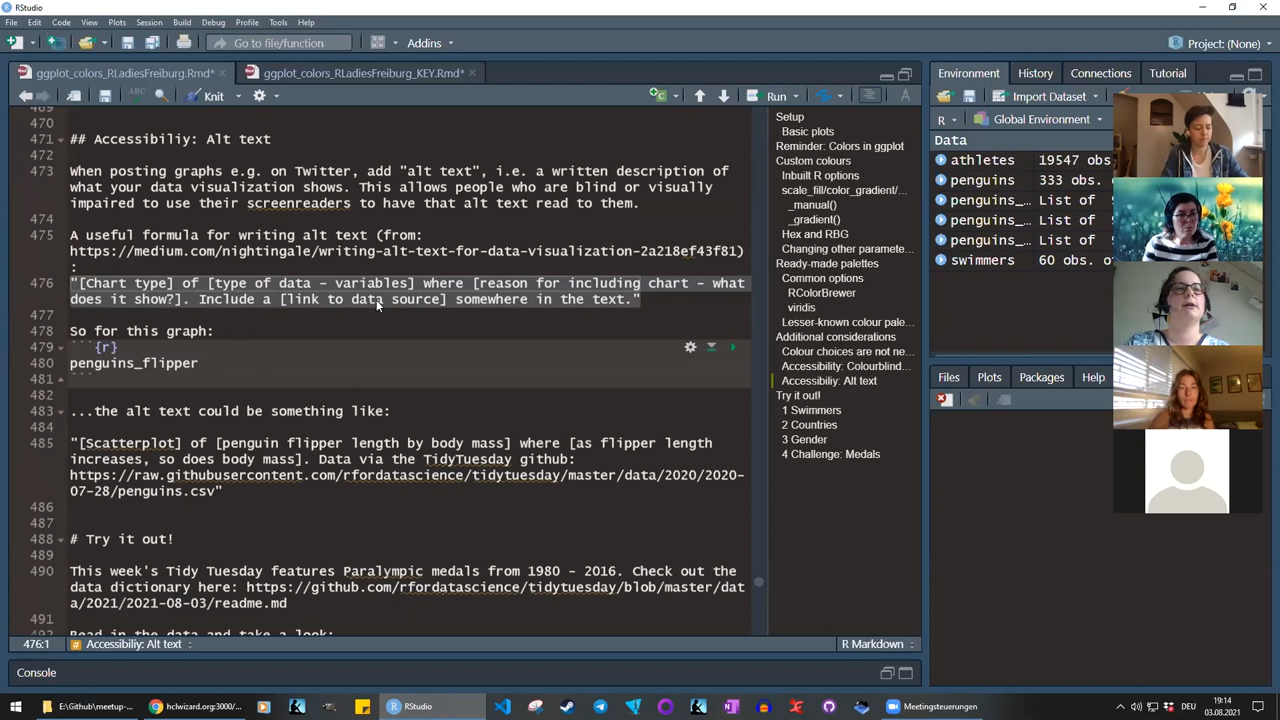 RStudio
File Edit Code View Plots Session Build Debug Profile Tools Help
Go to file/function
Addins
Project: (None)
ggplot_colors_RLadiesFreiburg.Rmd*
ggplot_colors_RLadiesFreiburg_KEY.Rmd*
Knit
Run
469
470
471 ## Accessibiliy: Alt text
472
473 When posting graphs e.g. on Twitter, add "alt text", i.e. a written description of
what your data visualization shows. This allows people who are blind or visually
impaired to use their screenreaders to have that alt text read to them.
474
475 A useful formula for writing alt text (from:
https://medium.com/nightingale/writing-alt-text-for-data-visualization-2a218ef43f81)
:
476 "[Chart type] of [type of data - variables] where [reason for including chart - what
does it show?]. Include a [link to data source] somewhere in the text."
477
478 So for this graph:
479 ```{r}
480 penguins_flipper
481 ```
482
483 ...the alt text could be something like:
484
485 "[Scatterplot] of [penguin flipper length by body mass] where [as flipper length
increases, so does body mass]. Data via the TidyTuesday github:
https://raw.githubusercontent.com/rfordatascience/tidytuesday/master/data/2020/2020-
07-28/penguins.csv"
486
487
488 # Try it out!
489
490 This week's Tidy Tuesday features Paralympic medals from 1980 - 2016. Check out the
data dictionary here: https://github.com/rfordatascience/tidytuesday/blob/master/dat
a/2021/2021-08-03/readme.md
491
492 Read in the data and take a look:
476:1
Accessibiliy: Alt text
R Markdown
Console
Setup
Basic plots
Reminder: Colors in ggplot
Custom colours
Inbuilt R options
scale_fill/color_gradient/...
_manual()
_gradient()
Hex and RBG
Changing other paramete...
Ready-made palettes
Common options
RColorBrewer
viridis
Lesser-known colour pale...
Additional considerations
Colour choices are not ne...
Accessibility: Colourblind...
Accessibiliy: Alt text
Try it out!
1 Swimmers
2 Countries
3 Gender
4 Challenge: Medals
Environment History Connections Tutorial
Import Dataset
R
Global Environment
Data
athletes 19547 obs
penguins 333 obs.
penguins_... List of
penguins_... List of
penguins_... List of
swimmers 60 obs. o
Files Plots Packages Help
E:\Github\meetup-...
hclwizard.org:3000/...
RStudio
Meetingsteuerungen
DEU
19:14
03.08.2021